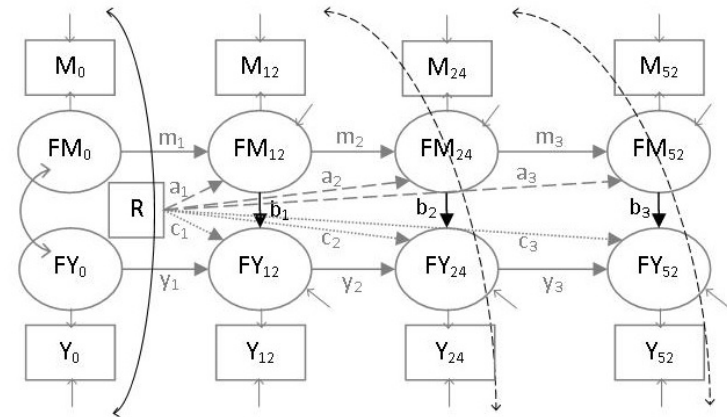 M₀ M₁₂ M₂₄ M₅₂
FM₀ m₁ FM₁₂ m₂ FM₂₄ m₃ FM₅₂
R a₁ a₂ a₃
b₁ b₂ b₃
c₁ c₂ c₃
FY₀ y₁ FY₁₂ y₂ FY₂₄ y₃ FY₅₂
Y₀ Y₁₂ Y₂₄ Y₅₂